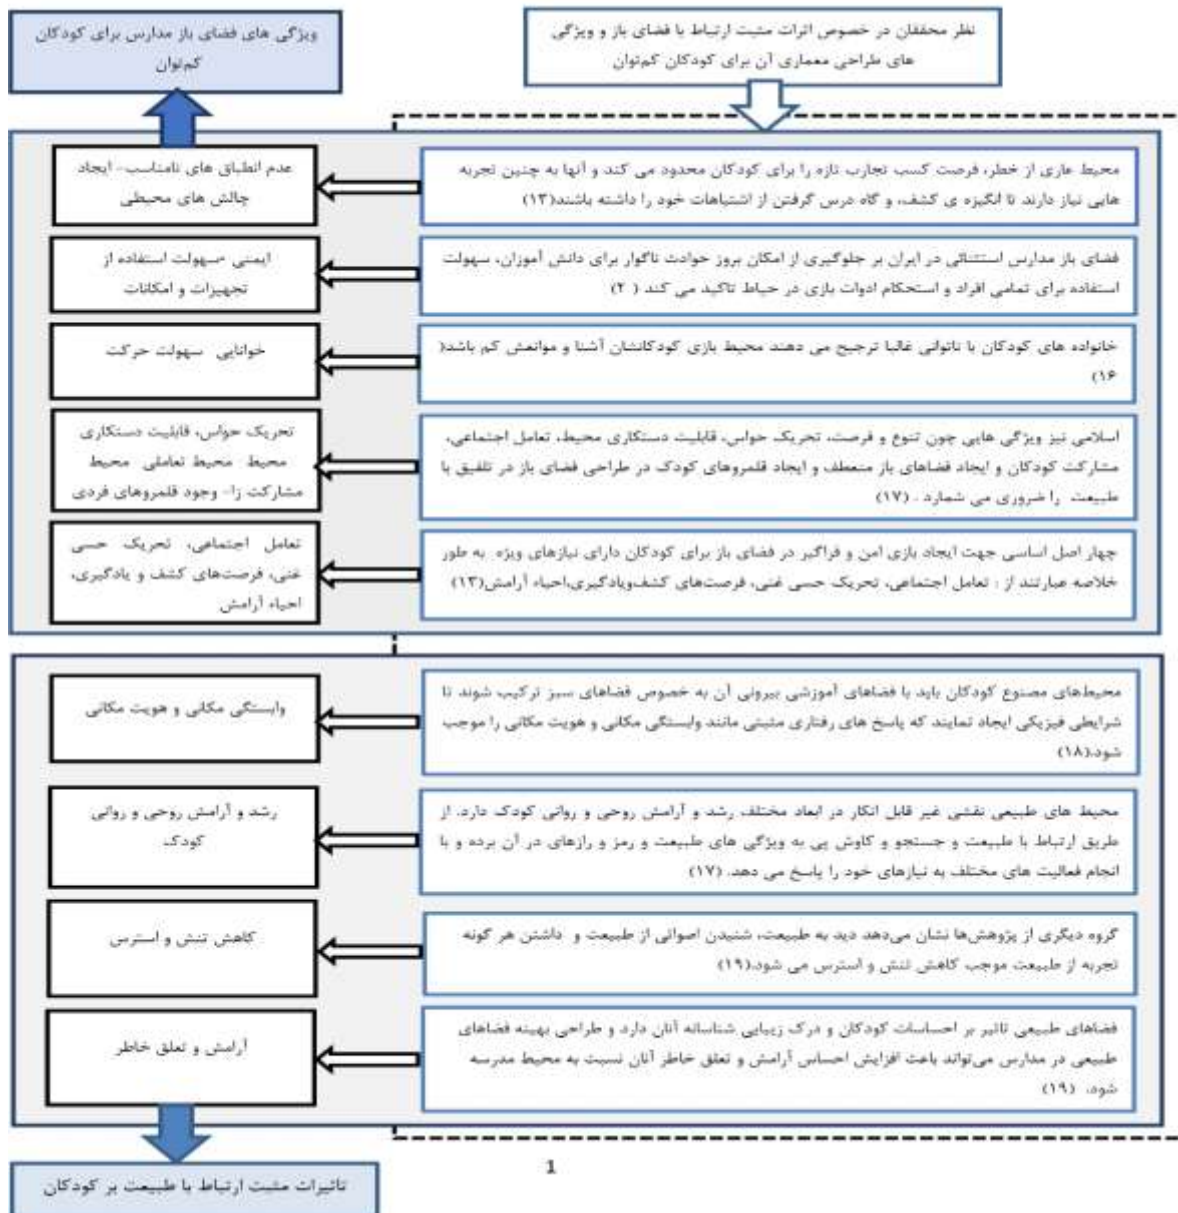 نظر محققان در خصوص اثرات مثبت ارتباط با فضای باز و ویژگی
های طراحی معماری آن برای کودکان کم‌توان
ویژگی های فضای باز مدارس برای کودکان
کم‌توان
محیط عاری از خطر، فرصت کسب تجارب تازه را برای کودکان محدود می کند و آنها به چنین تجربه
هایی نیاز دارند تا انگیزه ی کشف، و گاه درس گرفتن از اشتباهات خود را داشته باشند(۱۳)
عدم انطباق های نامناسب- ایجاد
چالش های محیطی
فضای باز مدارس استثنائی در ایران بر جلوگیری از امکان بروز حوادث ناگوار برای دانش آموزان، سهولت
استفاده برای تمامی افراد و استحکام ادوات بازی در حیاط تاکید می کند ( ۲)
ایمنی -سهولت استفاده از
تجهیزات و امکانات
خانواده های کودکان با ناتوانی غالبا ترجیح می دهند محیط بازی کودکانشان آشنا و موانعش کم باشد(
۱۶)
خوانایی سهولت حرکت
اسلامی نیز ویژگی هایی چون تنوع و فرصت، تحریک حواس، قابلیت دستکاری محیط، تعامل اجتماعی،
مشارکت کودکان و ایجاد فضاهای باز منعطف و ایجاد قلمروهای کودک در طراحی فضای باز در تلفیق با
طبیعت را ضروری می شمارد . (۱۷)
تحریک حواس، قابلیت دستکاری
محیط محیط تعاملی محیط
مشارکت زا- وجود قلمروهای فردی
چهار اصل اساسی جهت ایجاد بازی امن و فراگیر در فضای باز برای کودکان دارای نیازهای ویژه به طور
خلاصه عبارتند از : تعامل اجتماعی، تحریک حسی غنی، فرصت‌های کشف‌ویادگیری،احیاء آرامش(۱۳)
تعامل اجتماعی، تحریک حسی
غنی، فرصت‌های کشف و یادگیری،
احیاء آرامش
محیط‌های مصنوع کودکان باید با فضاهای آموزشی بیرونی آن به خصوص فضاهای سبز ترکیب شوند تا
شرایطی فیزیکی ایجاد نمایند که پاسخ های رفتاری مثبتی مانند وابستگی مکانی و هویت مکانی را موجب
شود.(۱۸)
وابستگی مکانی و هویت مکانی
محیط های طبیعی نقشی غیر قابل انکار در ابعاد مختلف رشد و آرامش روحی و روانی کودک دارد. از
طریق ارتباط با طبیعت و جستجو و کاوش پی به ویژگی های طبیعت و رمز و رازهای در آن برده و با
انجام فعالیت های مختلف به نیازهای خود را پاسخ می دهد. (۱۷)
رشد و آرامش روحی و روانی
کودک
گروه دیگری از پژوهش‌ها نشان می‌دهد دید به طبیعت، شنیدن اصواتی از طبیعت و داشتن هر گونه
تجربه از طبیعت موجب کاهش تنش و استرس می شود.(۱۹)
کاهش تنش و استرس
فضاهای طبیعی تاثیر بر احساسات کودکان و درک زیبایی شناسانه آنان دارد و طراحی بهینه فضاهای
طبیعی در مدارس می‌تواند باعث افزایش احساس آرامش و تعلق خاطر آنان نسبت به محیط مدرسه
شود. (۱۹)
آرامش و تعلق خاطر
1
تاثیرات مثبت ارتباط با طبیعت بر کودکان